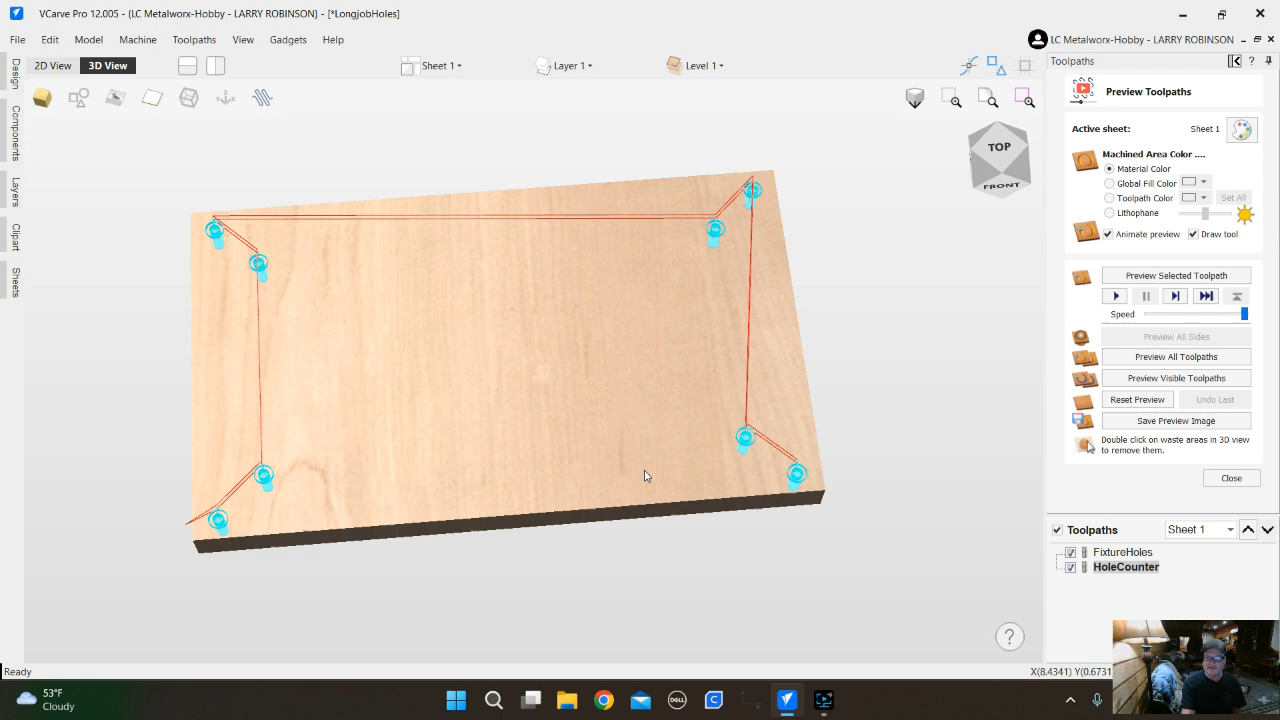 VCarve Pro 12.005 - {LC Metalworx-Hobby - LARRY ROBINSON} - [*LongjobHoles]
File Edit Model Machine Toolpaths View Gadgets Help
LC Metalworx-Hobby - LARRY ROBINSON
2D View 3D View Sheet 1 Layer 1 Level 1
Toolpaths ?
Design
Components
Layers
Clipart
Sheets
TOP
FRONT
Preview Toolpaths
Active sheet: Sheet 1
Machined Area Color ....
Material Color
Global Fill Color
Toolpath Color Set All
Lithophane
Animate preview Draw tool
Preview Selected Toolpath
Speed
Preview All Sides
Preview All Toolpaths
Preview Visible Toolpaths
Reset Preview Undo Last
Save Preview Image
Double click on waste areas in 3D view
to remove them.
Close
Toolpaths Sheet 1
FixtureHoles
HoleCounter
?
Ready
X(8.4341) Y(0.6731
53°F
Cloudy
DELL